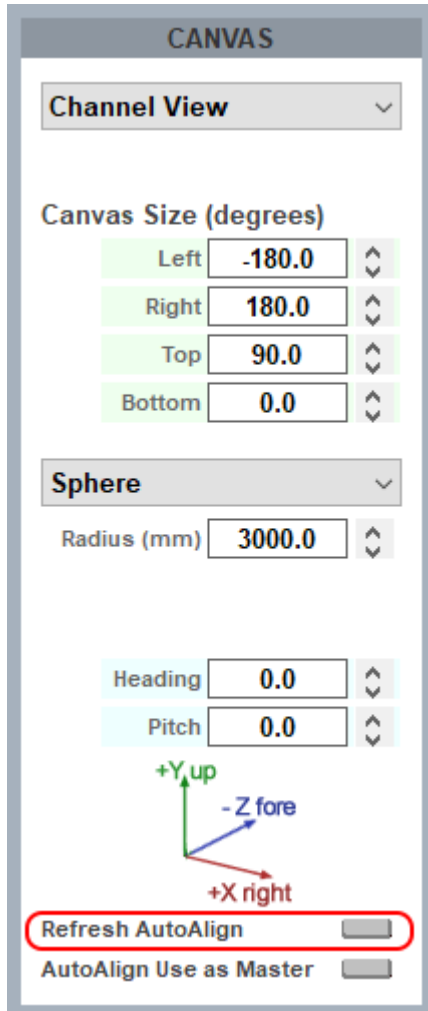 CANVAS
Channel View
Canvas Size (degrees)
Left -180.0
Right 180.0
Top 90.0
Bottom 0.0
Sphere
Radius (mm) 3000.0
Heading 0.0
Pitch 0.0
+Y up
- Z fore
+X right
Refresh AutoAlign
AutoAlign Use as Master